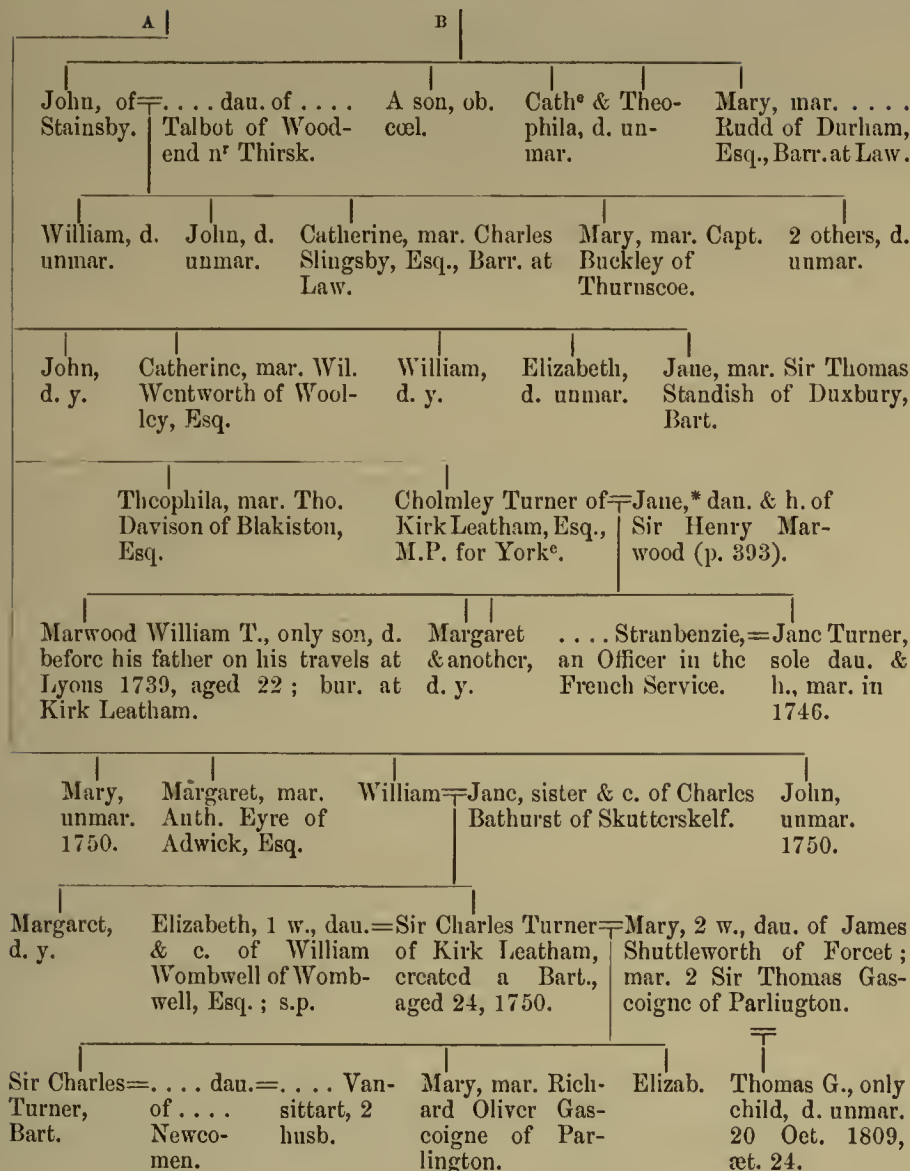 A B
John, of=. . . . dau. of . . . . A son, ob. Cathe & Theo- Mary, mar. . . . .
Stainsby. Talbot of Wood- cœl. phila, d. un- Rudd of Durham,
end nr Thirsk. mar. Esq., Barr. at Law.
William, d. John, d. Catherine, mar. Charles Mary, mar. Capt. 2 others, d.
unmar. unmar. Slingsby, Esq., Barr. at Buckley of unmar.
Law. Thurnscoe.
John, Catherine, mar. Wil. William, Elizabeth, Jane, mar. Sir Thomas
d. y. Wentworth of Wool- d. y. d. unmar. Standish of Duxbury,
ley, Esq. Bart.
Theophila, mar. Tho. Cholmley Turner of=Jane,* dau. & h. of
Davison of Blakiston, Kirk Leatham, Esq., Sir Henry Mar-
Esq. M.P. for Yorke. wood (p. 393).
Marwood William T., only son, d. Margaret . . . . Stranbenzie,=Jane Turner,
before his father on his travels at & another, an Officer in the sole dau. &
Lyons 1739, aged 22 ; bur. at d. y. French Service. h., mar. in
Kirk Leatham. 1746.
Mary, Margaret, mar. William=Jane, sister & c. of Charles John,
unmar. Anth. Eyre of Bathurst of Skutterskelf. unmar.
1750. Adwick, Esq. 1750.
Margaret, Elizabeth, 1 w., dau.=Sir Charles Turner=Mary, 2 w., dau. of James
d. y. & c. of William of Kirk Leatham, Shuttleworth of Forcet ;
Wombwell of Womb- created a Bart., mar. 2 Sir Thomas Gas-
well, Esq. ; s.p. aged 24, 1750. coigne of Parlington.
Sir Charles=. . . . dau.=. . . . Van- Mary, mar. Rich- Elizab. Thomas G., only
Turner, of . . . . sittart, 2 ard Oliver Gas- child, d. unmar.
Bart. Newco- husb. coigne of Par- 20 Oct. 1809,
men. lington. æt. 24.